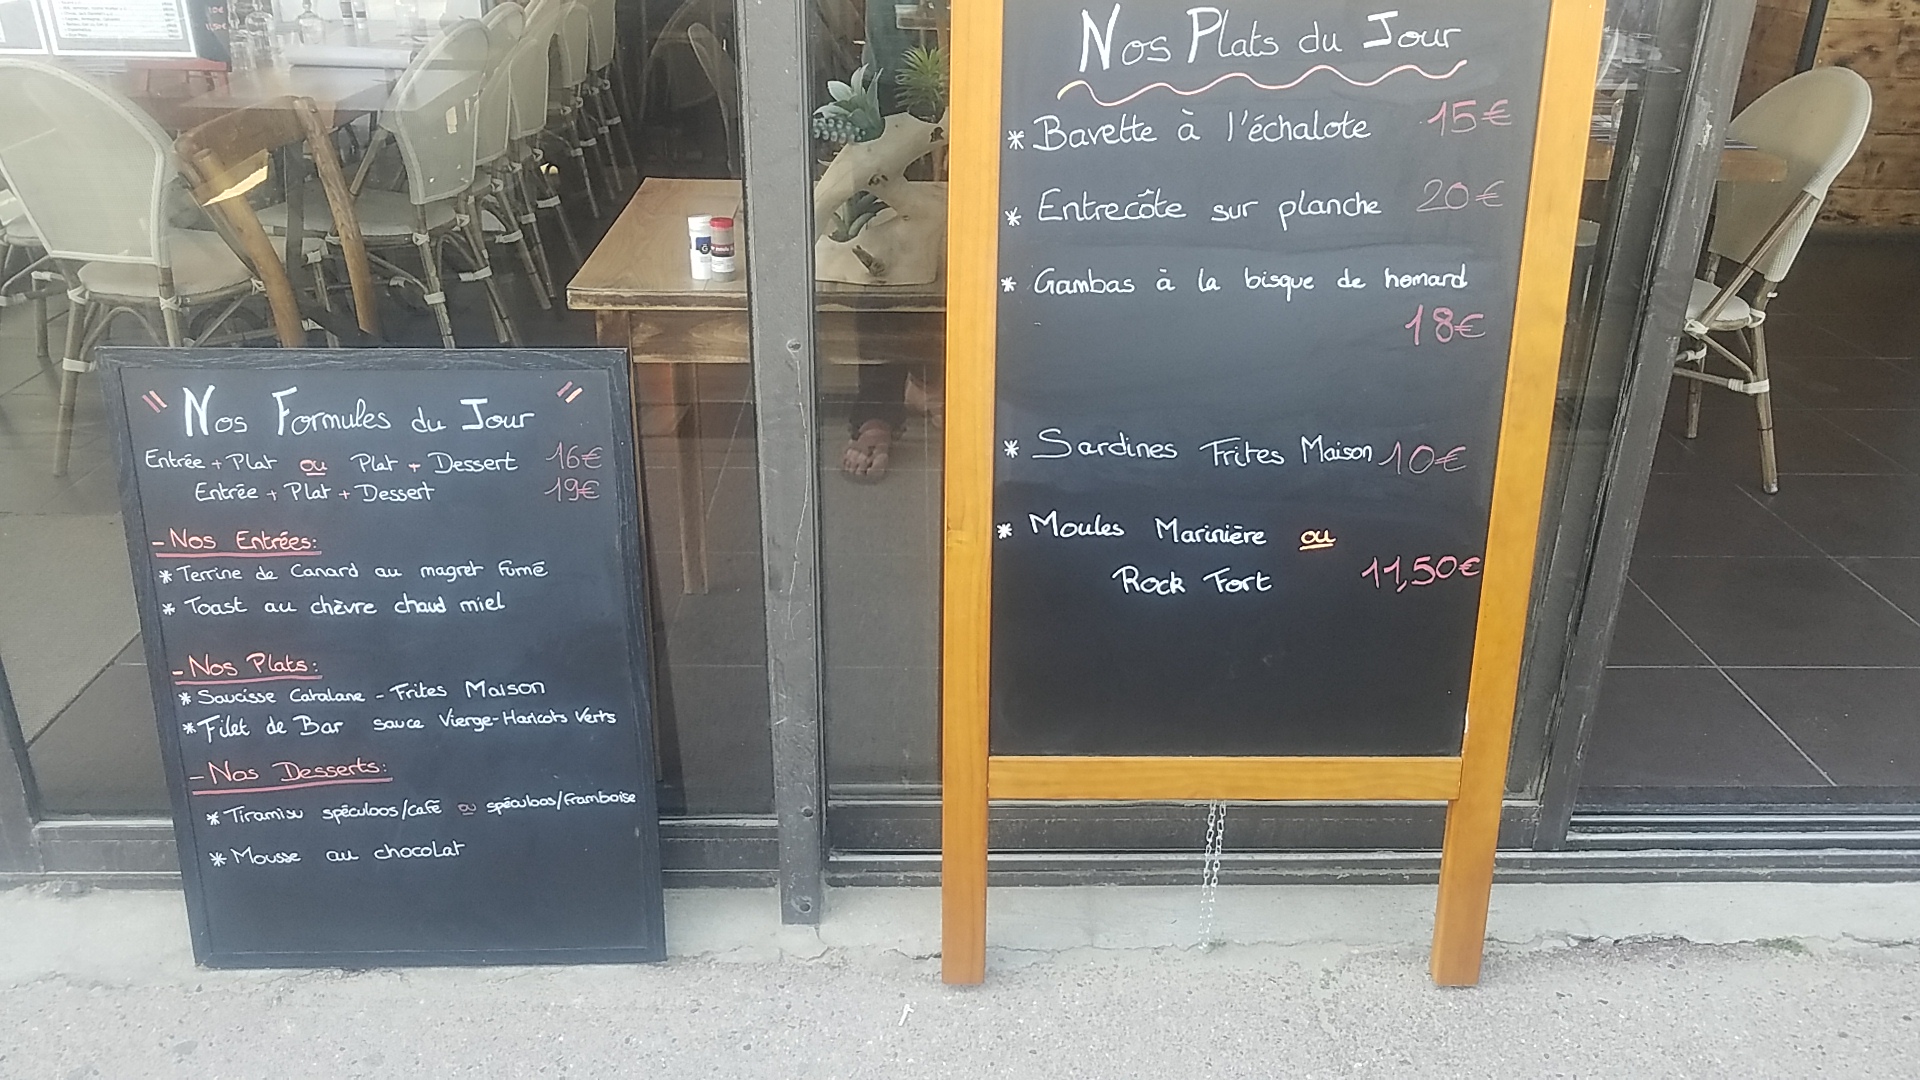 Nos Formules du Jour
Entrée + Plat ou Plat + Dessert 16€
Entrée + Plat + Dessert 19€
- Nos Entrées:
* Terrine de Canard au magret fumé
* Toast au chèvre chaud miel
- Nos Plats:
* Saucisse Catalane - Frites Maison
* Filet de Bar sauce Vierge - Haricots Verts
- Nos Desserts:
* Tiramisu spéculoos/café ou spéculoos/framboise
* Mousse au chocolat
Nos Plats du Jour
* Bavette à l'échalote 15€
* Entrecôte sur planche 20€
* Gambas à la bisque de homard
18€
* Sardines Frites Maison 10€
* Moules Marinière ou
Rock Fort 11,50€